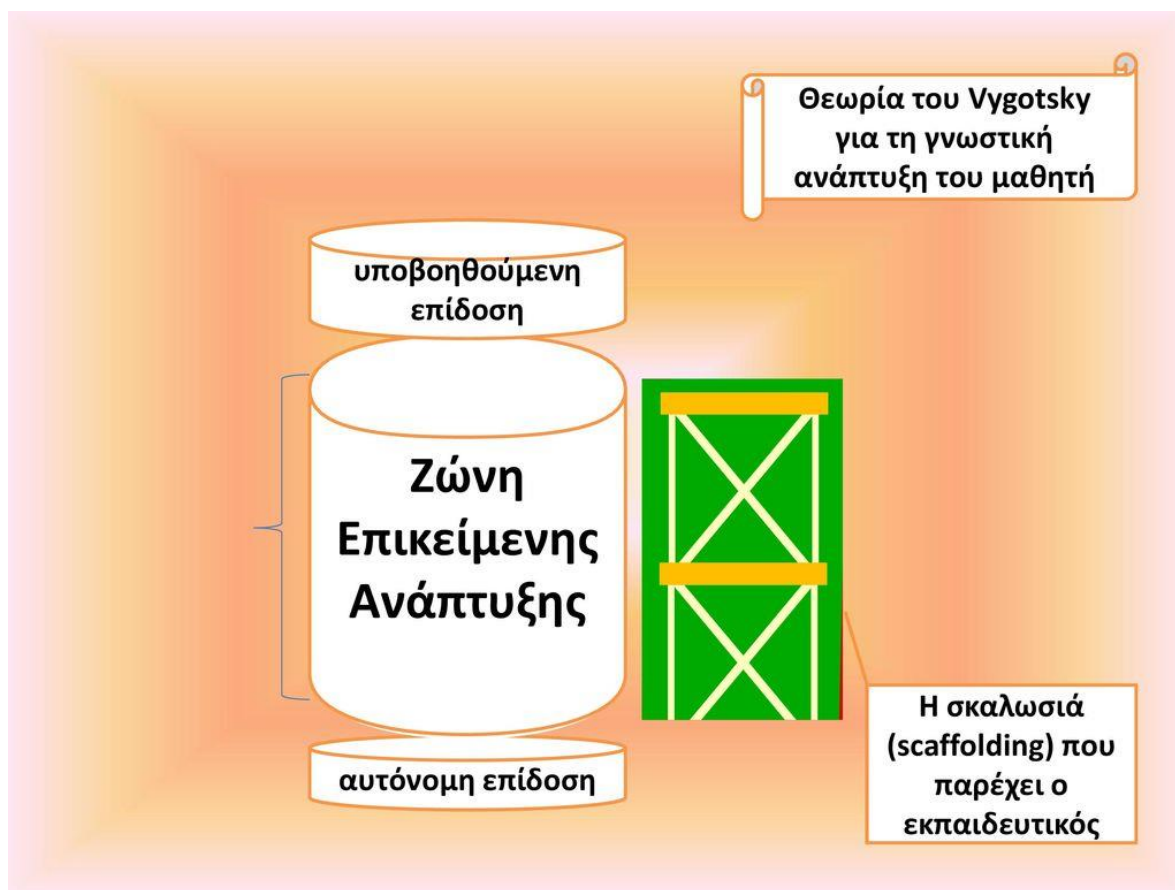 Θεωρία του Vygotsky
για τη γνωστική
ανάπτυξη του μαθητή
υποβοηθούμενη
επίδοση
Ζώνη
Επικείμενης
Ανάπτυξης
αυτόνομη επίδοση
Η σκαλωσιά
(scaffolding) που
παρέχει ο
εκπαιδευτικός